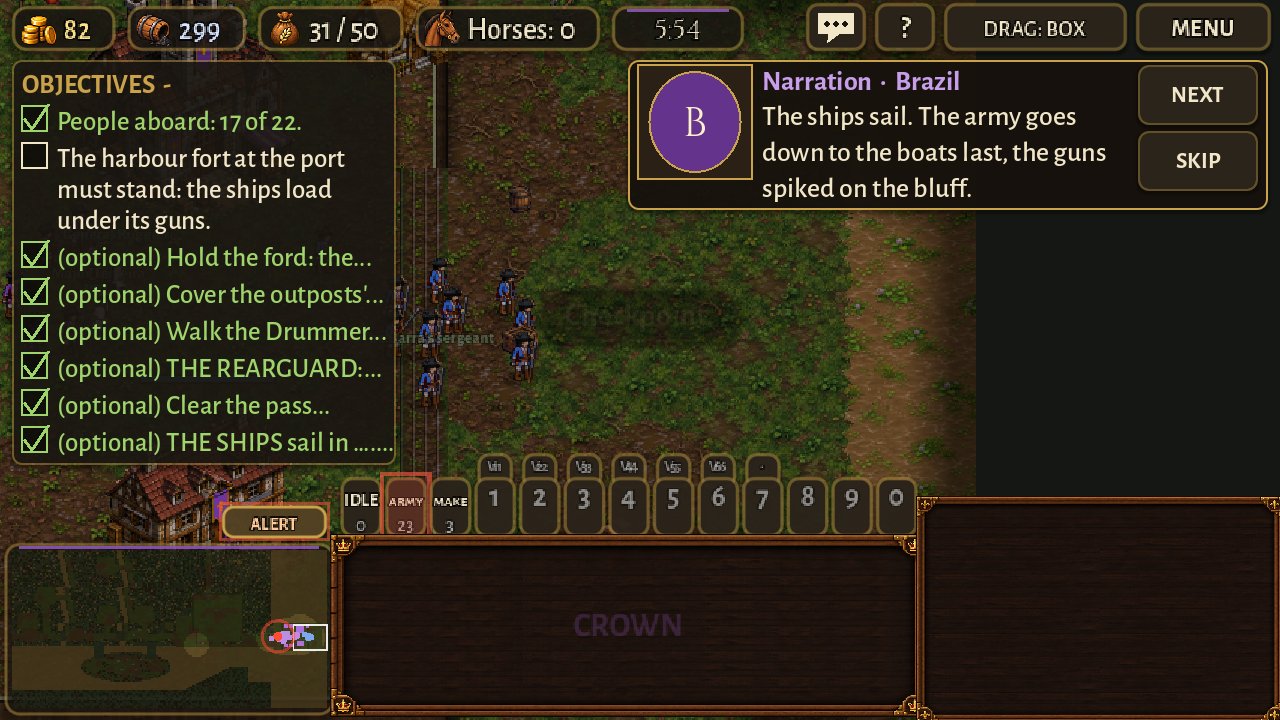 82
299
31 / 50
Horses: 0
5:54
?
DRAG: BOX
MENU
OBJECTIVES -
People aboard: 17 of 22.
The harbour fort at the port
must stand: the ships load
under its guns.
(optional) Hold the ford: the...
(optional) Cover the outposts'...
(optional) Walk the Drummer...
(optional) THE REARGUARD:...
(optional) Clear the pass...
(optional) THE SHIPS sail in .......
B
Narration · Brazil
The ships sail. The army goes
down to the boats last, the guns
spiked on the bluff.
NEXT
SKIP
Checkpoint
sergeant
ALERT
IDLE
0
ARMY
23
MAKE
3
1
2
3
4
5
6
7
8
9
0
CROWN